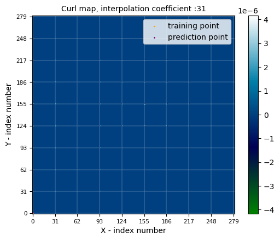 Curl map, interpolation coefficient :31
1e−6
training point
prediction point
279
248
217
186
155
124
93
62
31
0
Y - index number
0 31 62 93 124 155 186 217 248 279
X - index number
4
3
2
1
0
−1
−2
−3
−4